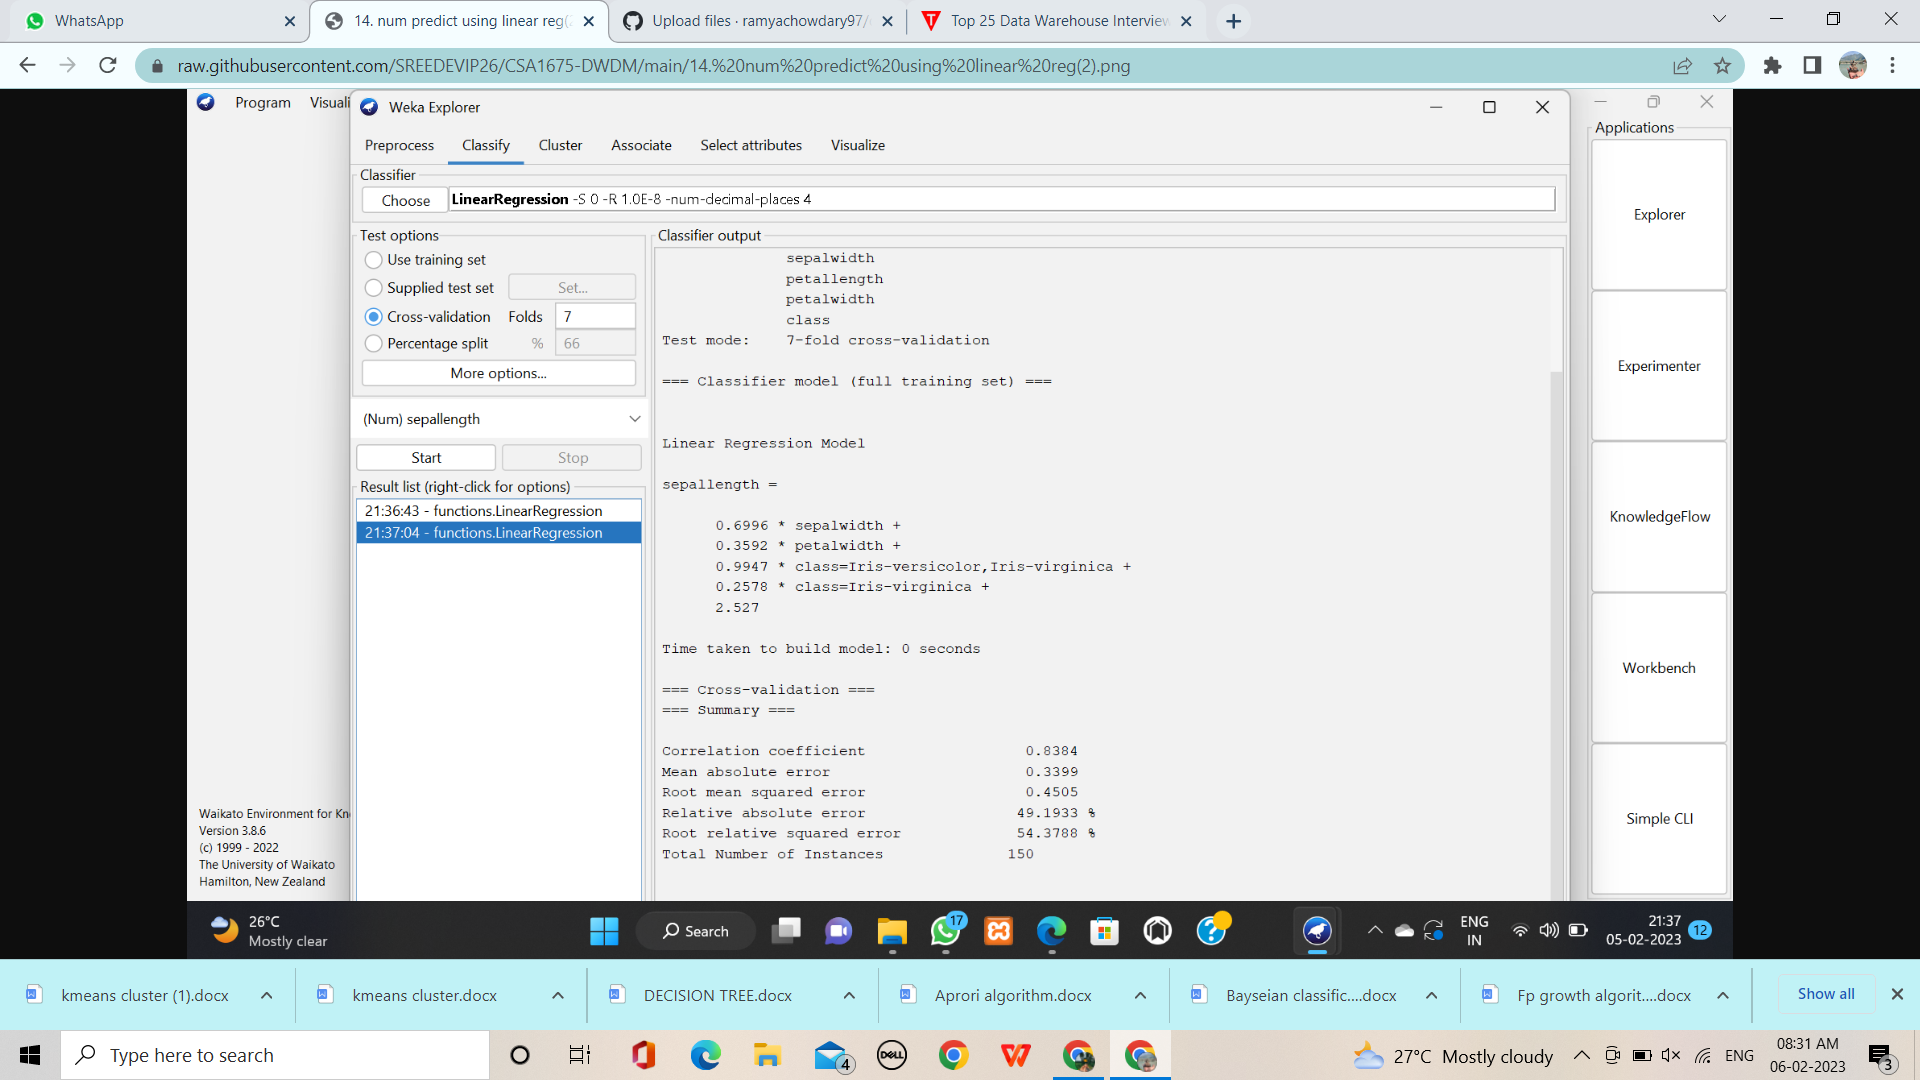 WhatsApp
14. num predict using linear reg(
Upload files · ramyachowdary97/
Top 25 Data Warehouse Interview
raw.githubusercontent.com/SREEDEVIP26/CSA1675-DWDM/main/14.%20num%20predict%20using%20linear%20reg(2).png
Program
Visuali
Weka Explorer
Applications
Preprocess
Classify
Cluster
Associate
Select attributes
Visualize
Classifier
Choose
LinearRegression -S 0 -R 1.0E-8 -num-decimal-places 4
Test options
Use training set
Supplied test set
Set...
Cross-validation Folds 7
Percentage split % 66
More options...
(Num) sepallength
Start
Stop
Result list (right-click for options)
21:36:43 - functions.LinearRegression
21:37:04 - functions.LinearRegression
Classifier output
sepalwidth
petallength
petalwidth
class
Test mode: 7-fold cross-validation
=== Classifier model (full training set) ===
Linear Regression Model
sepallength =
0.6996 * sepalwidth +
0.3592 * petalwidth +
0.9947 * class=Iris-versicolor,Iris-virginica +
0.2578 * class=Iris-virginica +
2.527
Time taken to build model: 0 seconds
=== Cross-validation ===
=== Summary ===
Correlation coefficient 0.8384
Mean absolute error 0.3399
Root mean squared error 0.4505
Relative absolute error 49.1933 %
Root relative squared error 54.3788 %
Total Number of Instances 150
Explorer
Experimenter
KnowledgeFlow
Workbench
Simple CLI
Waikato Environment for Kn
Version 3.8.6
(c) 1999 - 2022
The University of Waikato
Hamilton, New Zealand
26°C
Mostly clear
Search
17
ENG
IN
21:37
05-02-2023
12
kmeans cluster (1).docx
kmeans cluster.docx
DECISION TREE.docx
Aprori algorithm.docx
Bayseian classific....docx
Fp growth algorit....docx
Show all
Type here to search
4
DELL
27°C Mostly cloudy
ENG
08:31 AM
06-02-2023
3